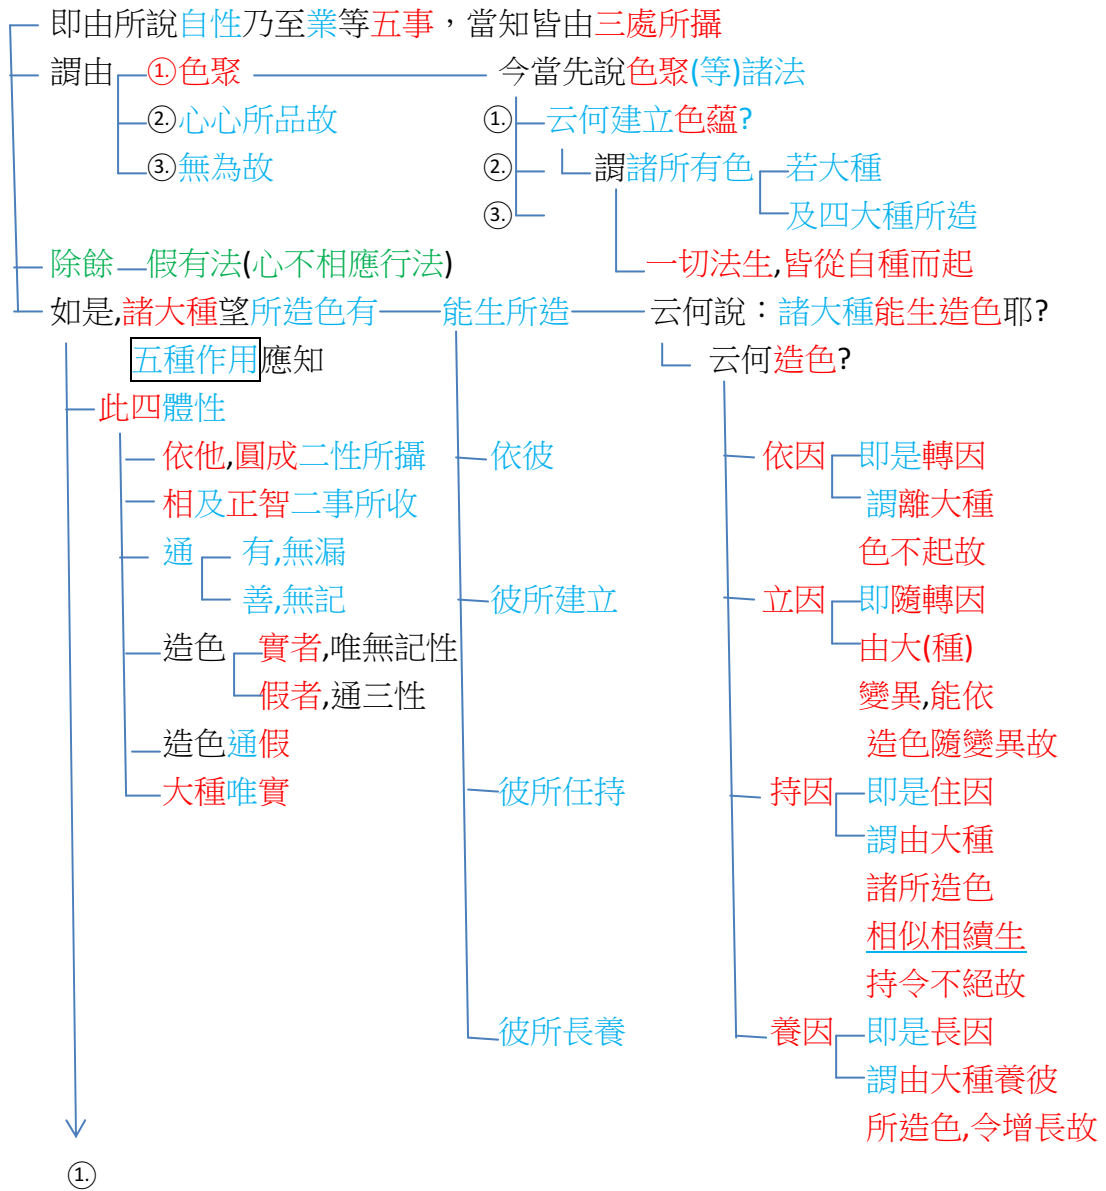 即由所說自性乃至業等五事，當知皆由三處所攝
謂由 ①色聚 今當先說色聚(等)諸法
②心心所品故 ① 云何建立色蘊?
③無為故 ② 謂諸所有色 若大種
③ 及四大種所造
除餘 假有法(心不相應行法) 一切法生,皆從自種而起
如是,諸大種望所造色有 能生所造 云何說：諸大種能生造色耶?
五種作用應知 云何造色?
此四體性
依他,圓成二性所攝 依彼 依因 即是轉因
相及正智二事所收 謂離大種
通 有,無漏 色不起故
善,無記 彼所建立 立因 即隨轉因
造色 實者,唯無記性 由大(種)
假者,通三性 變異,能依
造色通假 造色隨變異故
大種唯實 彼所任持 持因 即是住因
謂由大種
諸所造色
相似相續生
持令不絕故
彼所長養 養因 即是長因
謂由大種養彼
所造色,令增長故
①